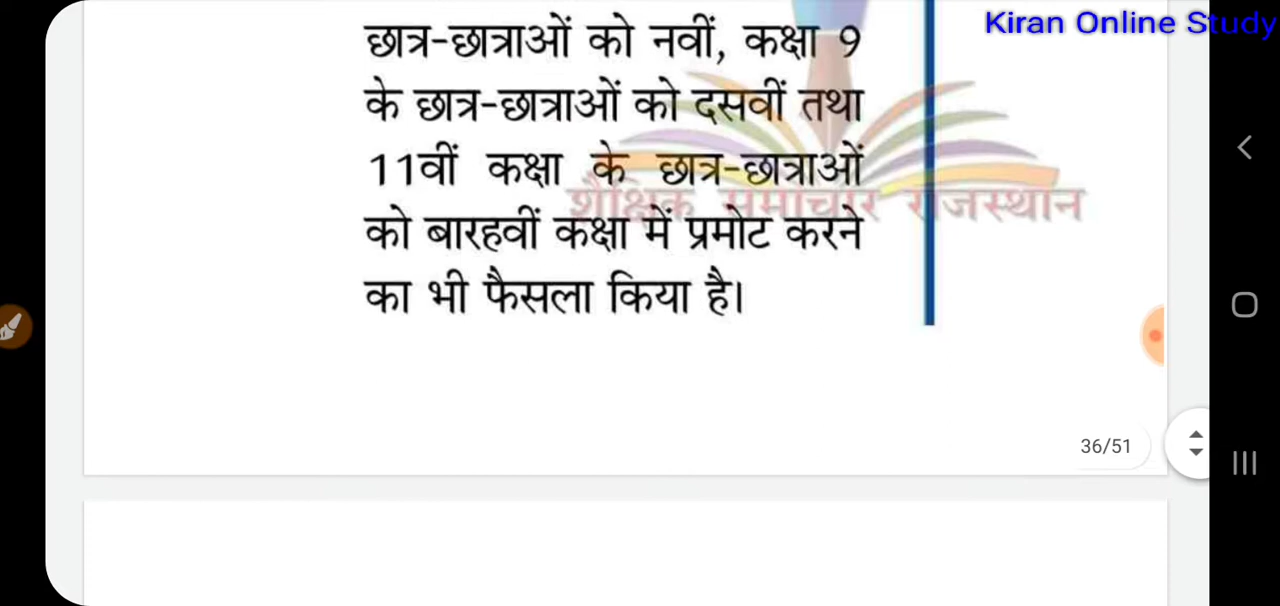 Kiran Online Study
छात्र-छात्राओं को नवीं, कक्षा 9
के छात्र-छात्राओं को दसवीं तथा
11वीं कक्षा के छात्र-छात्राओं
शैक्षिक समाचार राजस्थान
को बारहवीं कक्षा में प्रमोट करने
का भी फैसला किया है।
36/51